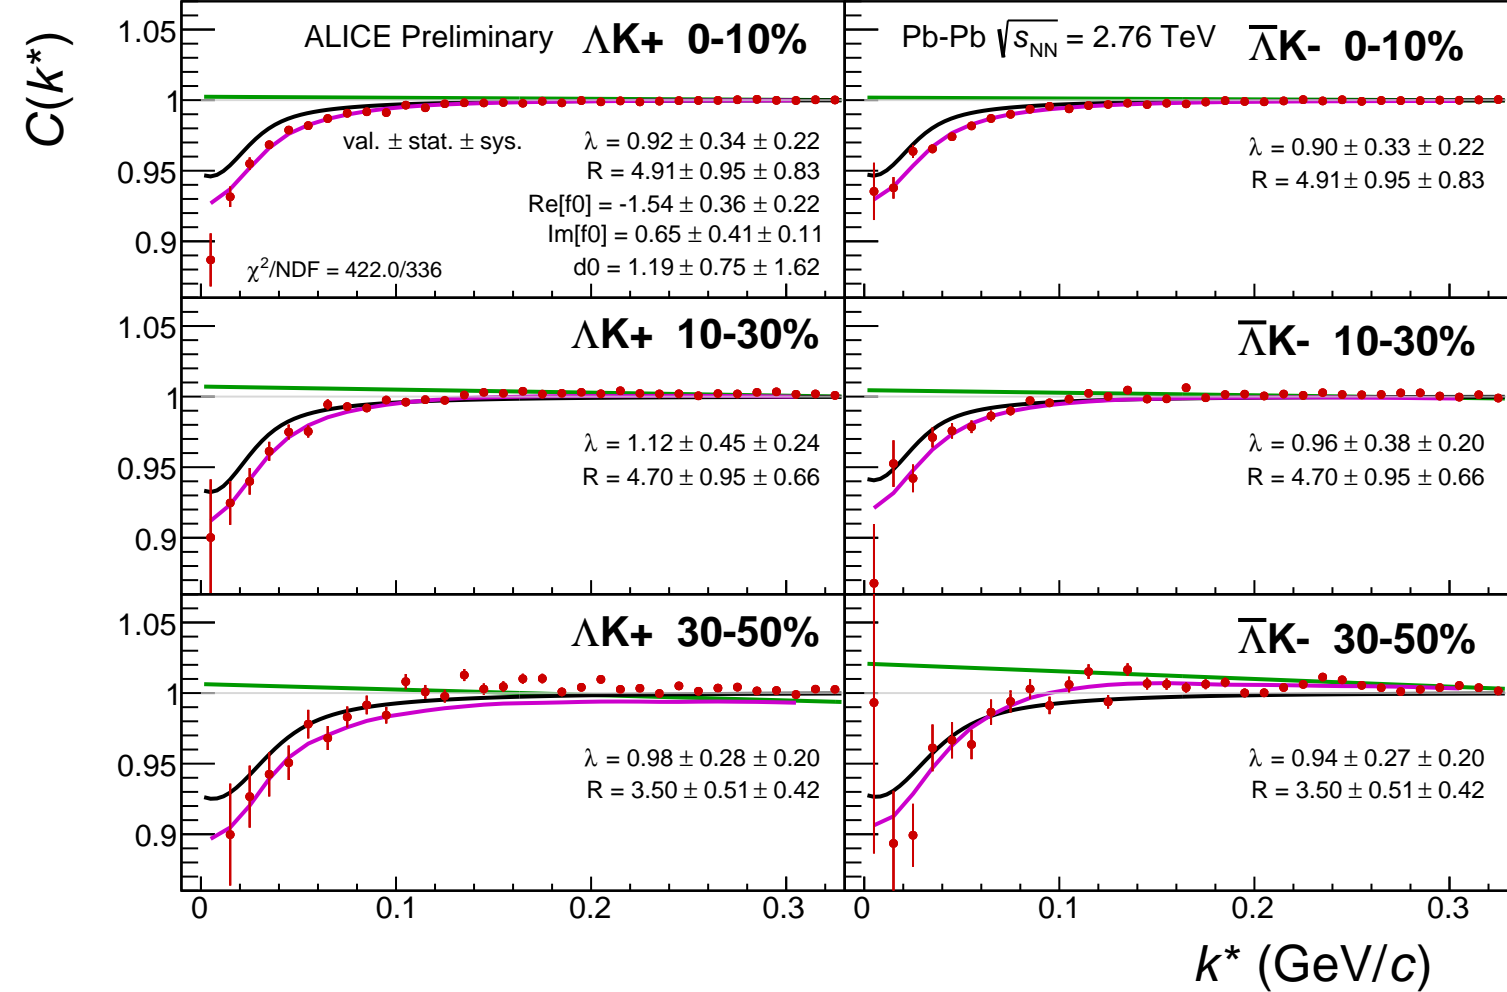 C(k*)
1.05
1
0.95
0.9
ALICE Preliminary
ΛK+ 0-10%
val. ± stat. ± sys.
λ = 0.92 ± 0.34 ± 0.22
R = 4.91 ± 0.95 ± 0.83
Re[f0] = -1.54 ± 0.36 ± 0.22
Im[f0] = 0.65 ± 0.41 ± 0.11
d0 = 1.19 ± 0.75 ± 1.62
χ²/NDF = 422.0/336
Pb-Pb √s_NN = 2.76 TeV
Λ̅K- 0-10%
λ = 0.90 ± 0.33 ± 0.22
R = 4.91 ± 0.95 ± 0.83
1.05
1
0.95
0.9
ΛK+ 10-30%
λ = 1.12 ± 0.45 ± 0.24
R = 4.70 ± 0.95 ± 0.66
Λ̅K- 10-30%
λ = 0.96 ± 0.38 ± 0.20
R = 4.70 ± 0.95 ± 0.66
1.05
1
0.95
0.9
ΛK+ 30-50%
λ = 0.98 ± 0.28 ± 0.20
R = 3.50 ± 0.51 ± 0.42
Λ̅K- 30-50%
λ = 0.94 ± 0.27 ± 0.20
R = 3.50 ± 0.51 ± 0.42
0 0.1 0.2 0.3
0 0.1 0.2 0.3
k* (GeV/c)